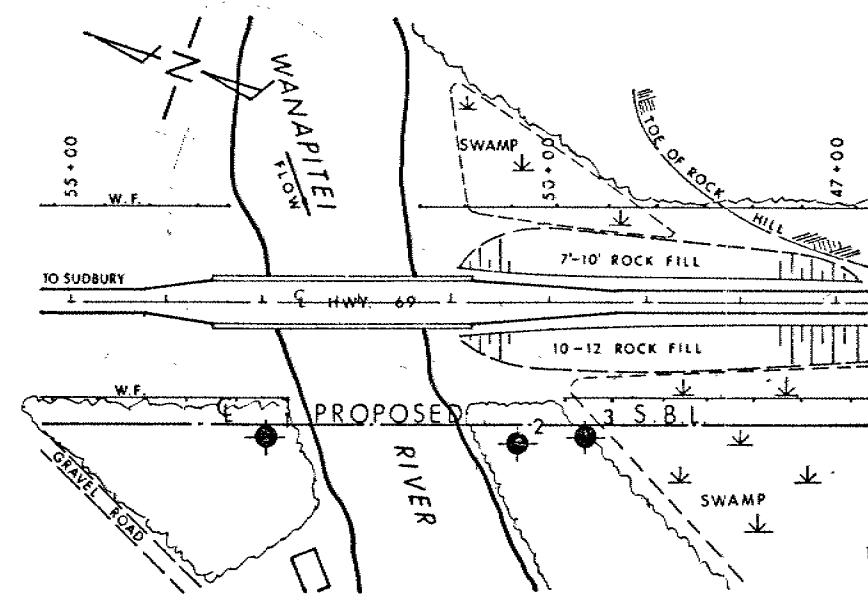 N
WANAPITEI
FLOW
55+00
SWAMP
50+00
TOE OF ROCK
HILL
47+00
W.F.
7'-10' ROCK FILL
TO SUDBURY
℄ HWY. 69
10-12 ROCK FILL
W.F.
℄ PROPOSED S.B.L.
2
3
RIVER
GRAVEL ROAD
SWAMP